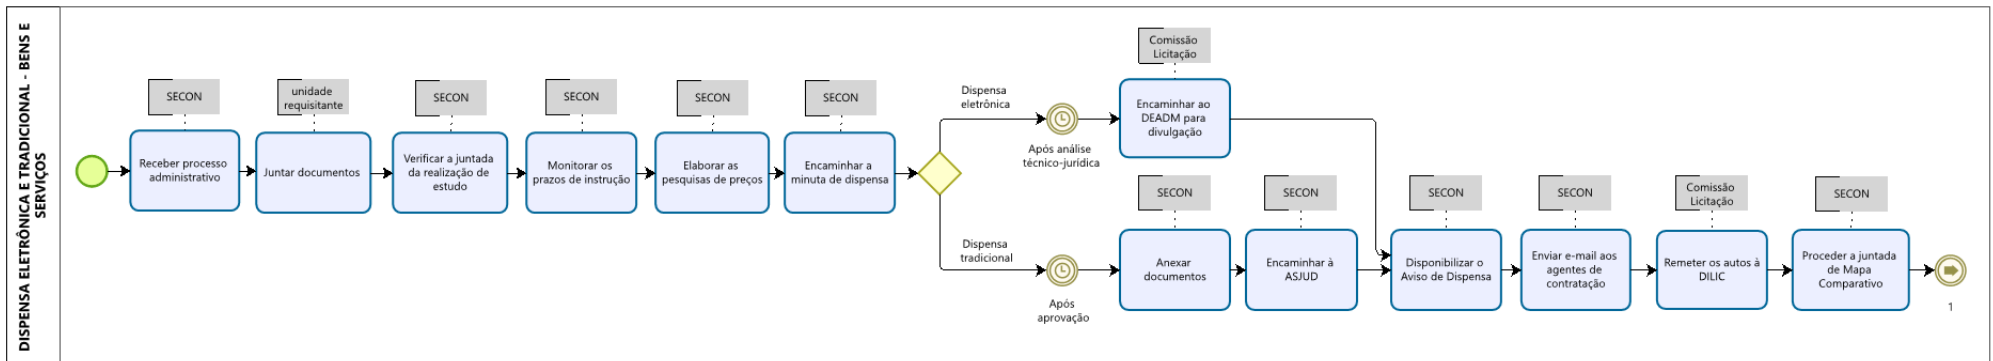 DISPENSA ELETRÔNICA E TRADICIONAL - BENS E
SERVIÇOS
SECON
Receber processo
administrativo
unidade
requisitante
Juntar documentos
SECON
Verificar a juntada
da realização de
estudo
SECON
Monitorar os
prazos de instrução
SECON
Elaborar as
pesquisas de preços
SECON
Encaminhar a
minuta de dispensa
Dispensa
eletrônica
Após análise
técnico-jurídica
Comissão
Licitação
Encaminhar ao
DEADM para
divulgação
Dispensa
tradicional
Após
aprovação
SECON
Anexar
documentos
SECON
Encaminhar à
ASJUD
SECON
Disponibilizar o
Aviso de Dispensa
SECON
Enviar e-mail aos
agentes de
contratação
Comissão
Licitação
Remeter os autos à
DILIC
SECON
Proceder a juntada
de Mapa
Comparativo
1